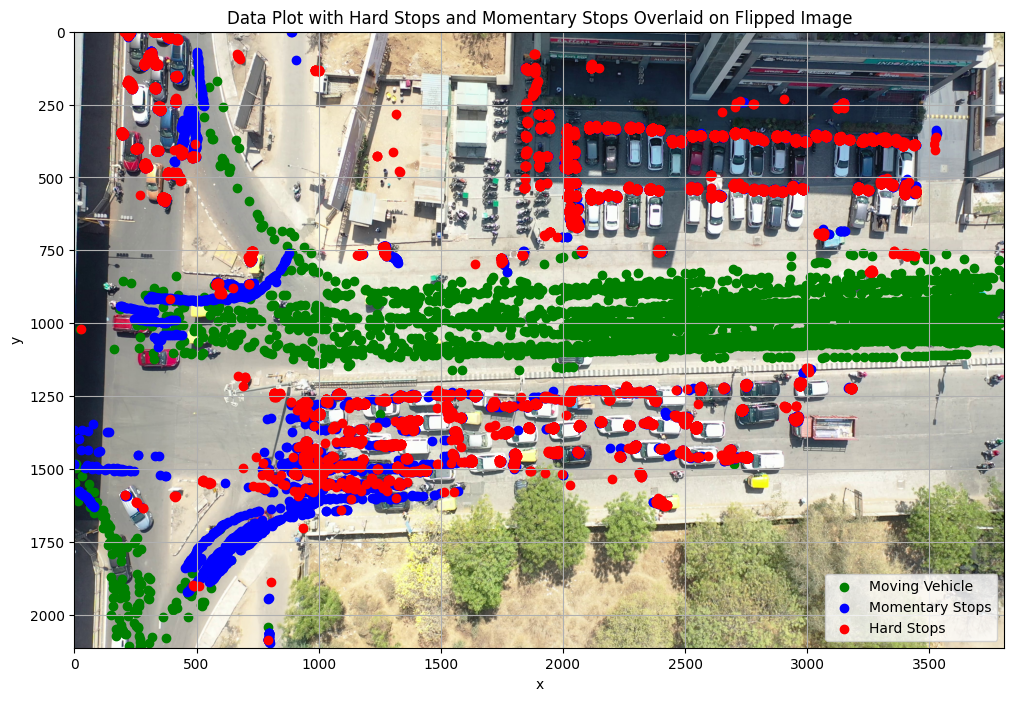 Data Plot with Hard Stops and Momentary Stops Overlaid on Flipped Image
0
250
500
750
1000
1250
1500
1750
2000
y
0
500
1000
1500
2000
2500
3000
3500
x
Moving Vehicle
Momentary Stops
Hard Stops